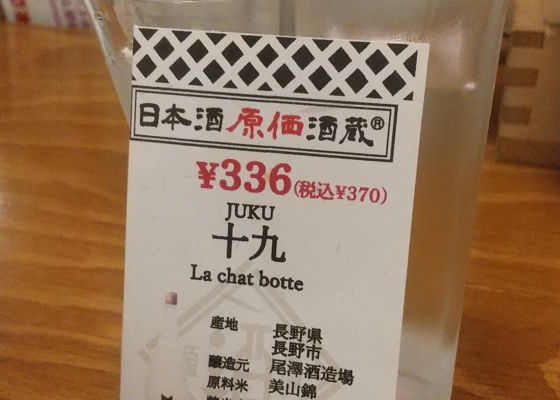 日本酒原価酒蔵®
¥336(税込¥370)
JUKU
十九
La chat botte
産地 長野県
長野市
醸造元 尾澤酒造場
原料米 美山錦